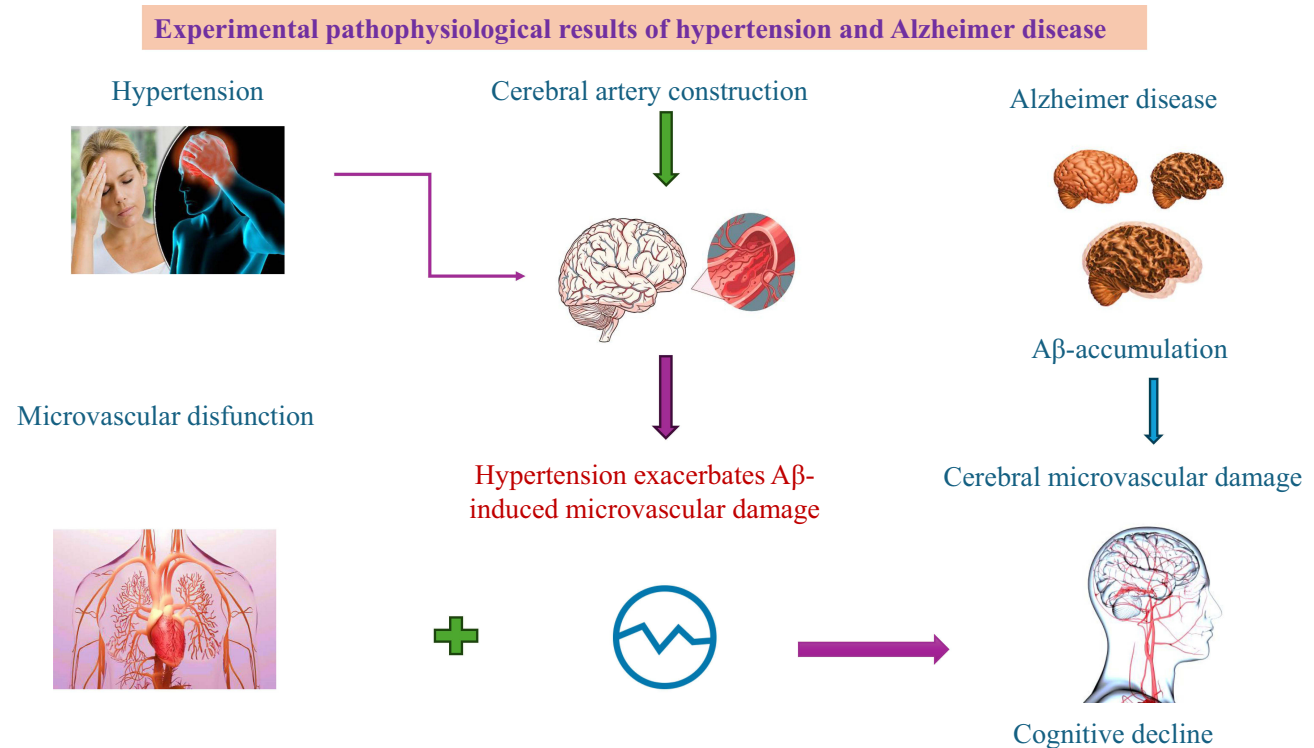 Experimental pathophysiological results of hypertension and Alzheimer disease
Hypertension
Cerebral artery construction
Alzheimer disease
Aβ-accumulation
Microvascular disfunction
Hypertension exacerbates Aβ-
induced microvascular damage
Cerebral microvascular damage
Cognitive decline